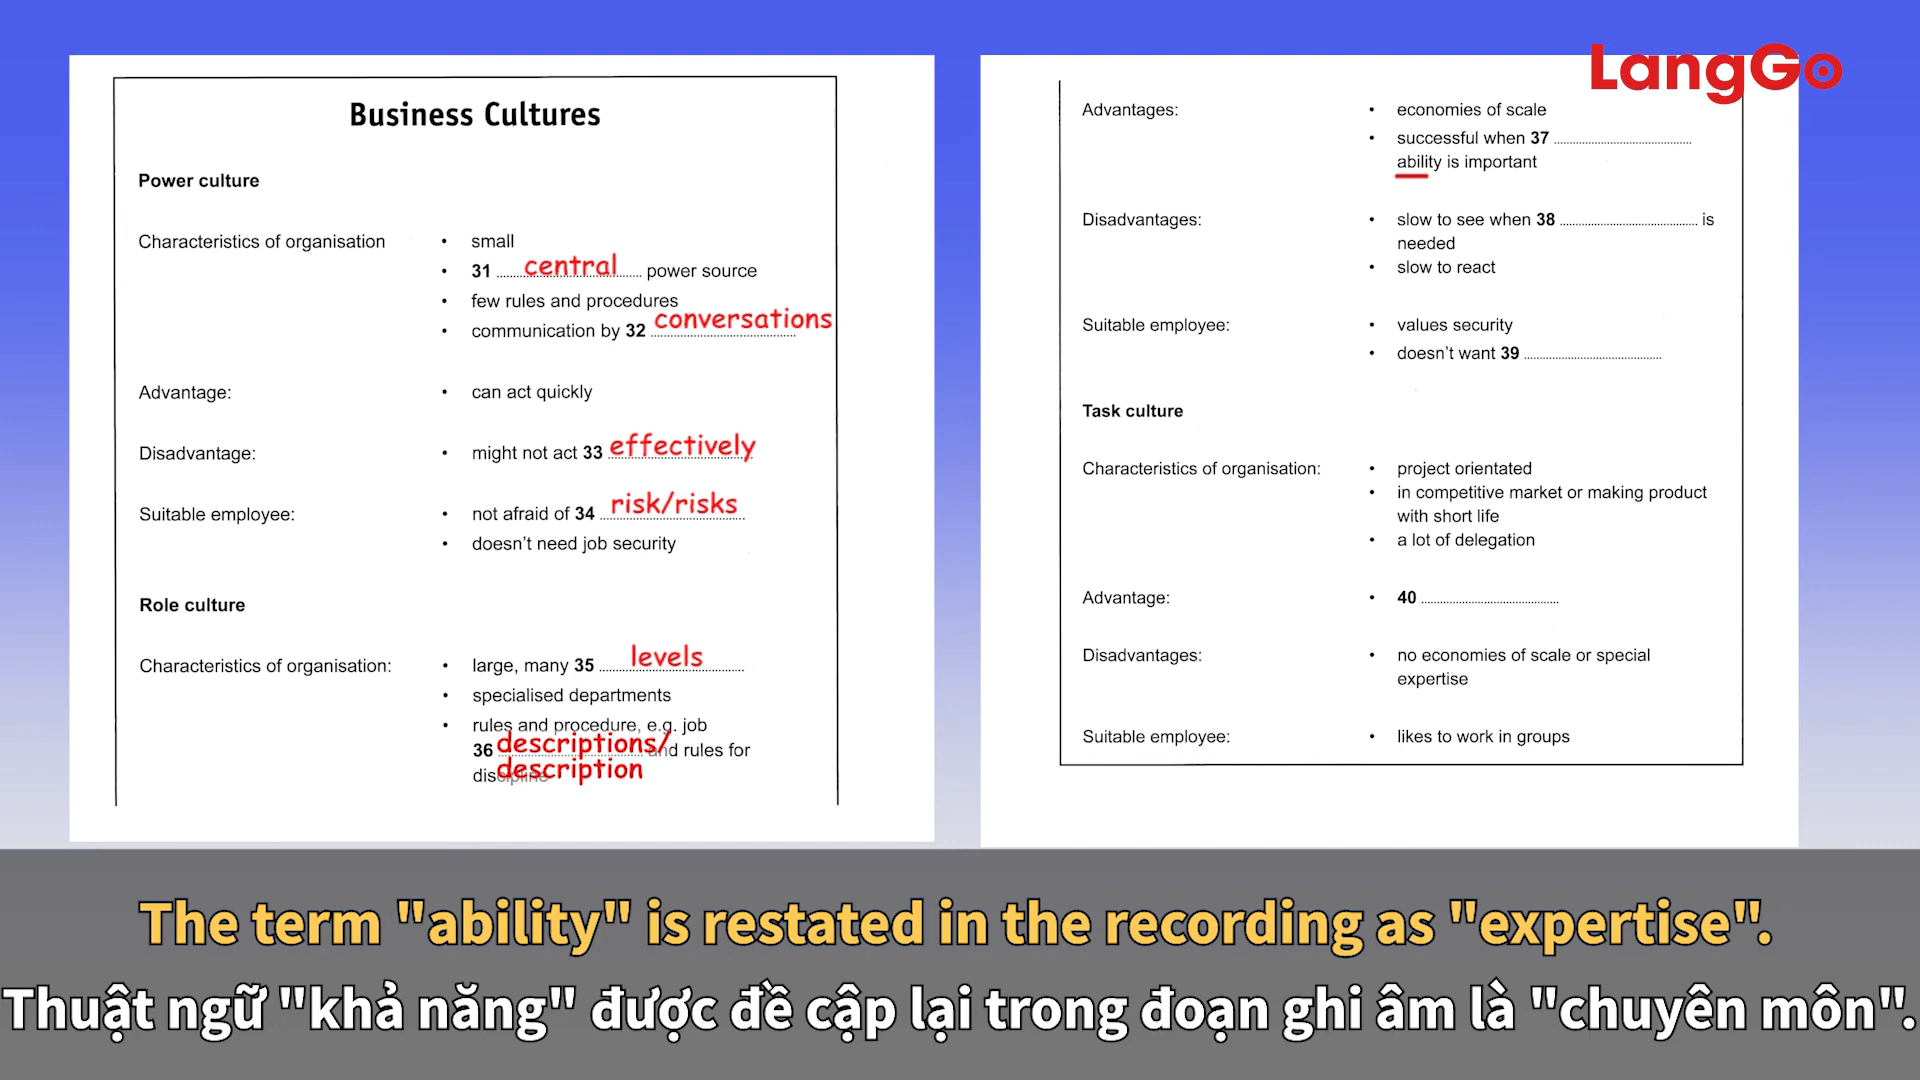 LangGo
Business Cultures
Power culture
Characteristics of organisation
• small
• 31 central power source
• few rules and procedures
• communication by 32 conversations
Advantage:
• can act quickly
Disadvantage:
• might not act 33 effectively
Suitable employee:
• not afraid of 34 risk/risks
• doesn't need job security
Role culture
Characteristics of organisation:
• large, many 35 levels
• specialised departments
• rules and procedure, e.g. job
36 descriptions/ and rules for
discipline description
Advantages:
• economies of scale
• successful when 37
ability is important
Disadvantages:
• slow to see when 38 is
needed
• slow to react
Suitable employee:
• values security
• doesn't want 39
Task culture
Characteristics of organisation:
• project orientated
• in competitive market or making product
with short life
• a lot of delegation
Advantage:
• 40
Disadvantages:
• no economies of scale or special
expertise
Suitable employee:
• likes to work in groups
The term "ability" is restated in the recording as "expertise".
Thuật ngữ "khả năng" được đề cập lại trong đoạn ghi âm là "chuyên môn".